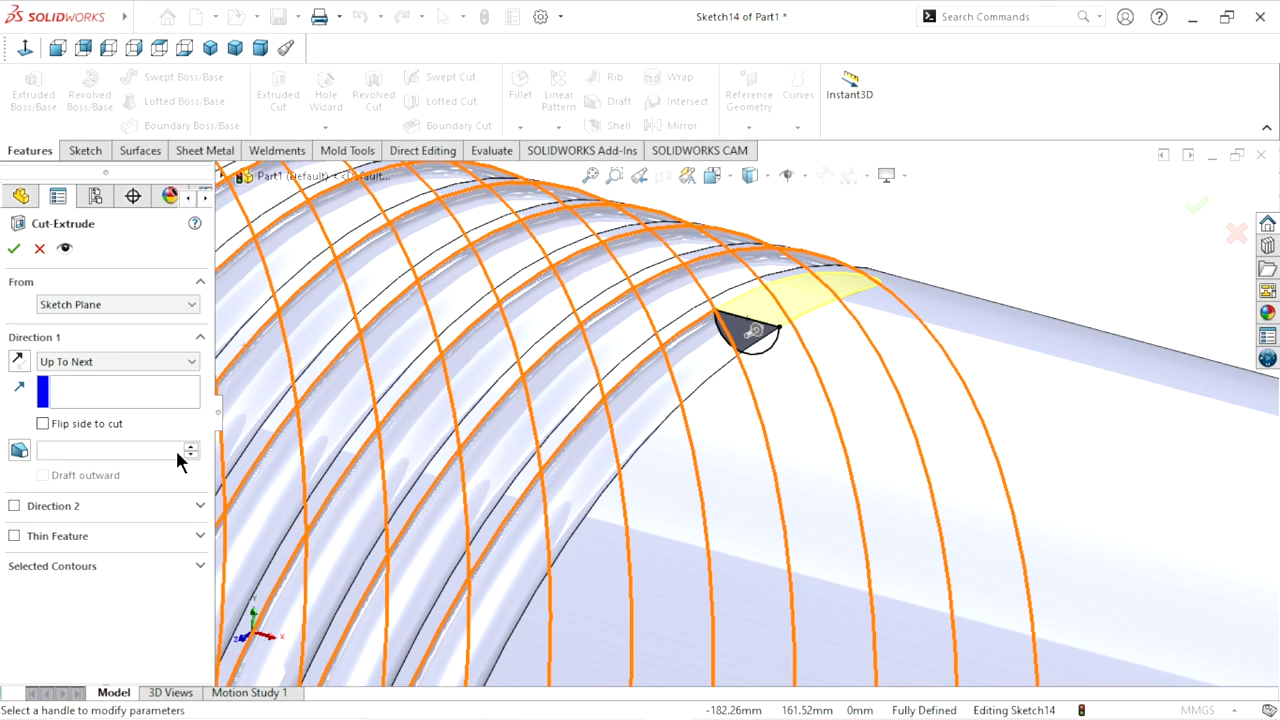 SOLIDWORKS
Sketch14 of Part1 *
Search Commands
Extruded Boss/Base
Revolved Boss/Base
Swept Boss/Base
Lofted Boss/Base
Boundary Boss/Base
Extruded Cut
Hole Wizard
Revolved Cut
Swept Cut
Lofted Cut
Boundary Cut
Fillet
Linear Pattern
Rib
Draft
Shell
Wrap
Intersect
Mirror
Reference Geometry
Curves
Instant3D
Features
Sketch
Surfaces
Sheet Metal
Weldments
Mold Tools
Direct Editing
Evaluate
SOLIDWORKS Add-Ins
SOLIDWORKS CAM
Part1 (Default) <<Default...
Cut-Extrude
From
Sketch Plane
Direction 1
Up To Next
Flip side to cut
Draft outward
Direction 2
Thin Feature
Selected Contours
Y
Z
X
Model
3D Views
Motion Study 1
Select a handle to modify parameters
-182.26mm
161.52mm
0mm
Fully Defined
Editing Sketch14
MMGS